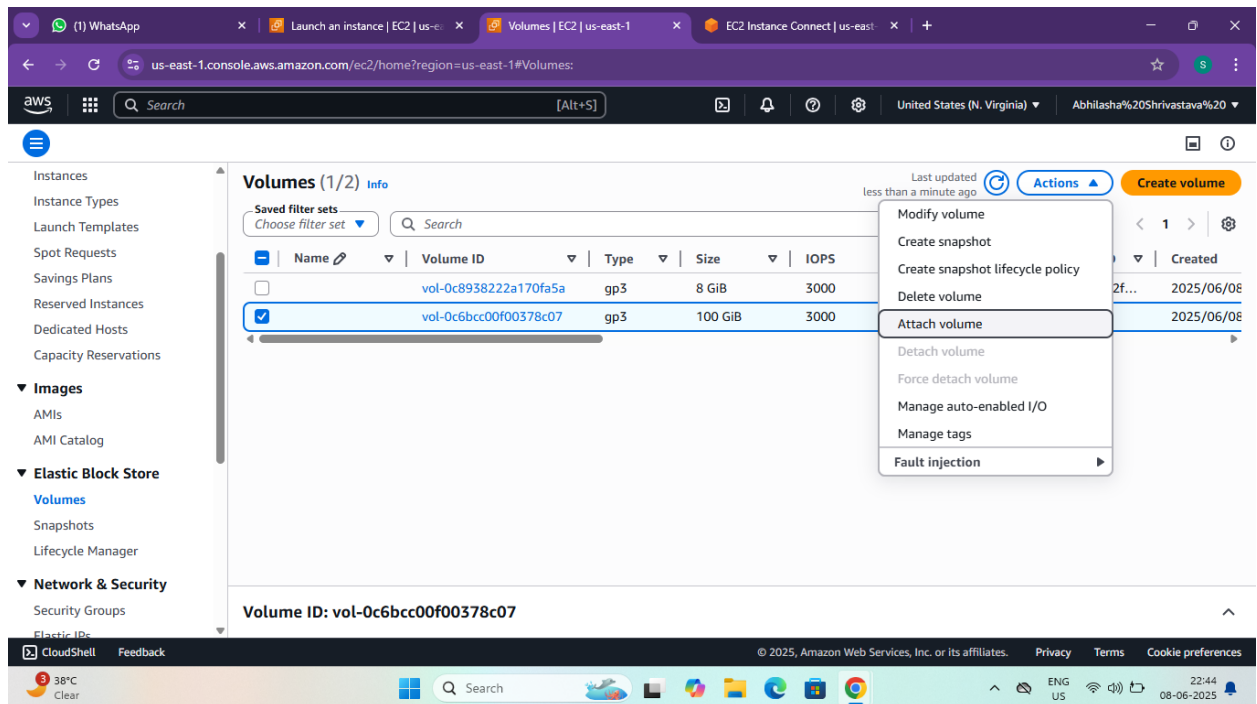 (1) WhatsApp
Launch an instance | EC2 | us-ea
Volumes | EC2 | us-east-1
EC2 Instance Connect | us-east-
us-east-1.console.aws.amazon.com/ec2/home?region=us-east-1#Volumes:
S
aws
Search [Alt+S]
United States (N. Virginia)
Abhilasha%20Shrivastava%20
Instances
Instance Types
Launch Templates
Spot Requests
Savings Plans
Reserved Instances
Dedicated Hosts
Capacity Reservations
Images
AMIs
AMI Catalog
Elastic Block Store
Volumes
Snapshots
Lifecycle Manager
Network & Security
Security Groups
Elastic IPs
Volumes (1/2) Info
Last updated
less than a minute ago
Actions
Create volume
Saved filter sets
Choose filter set
Search
1
Name Volume ID Type Size IOPS Created
vol-0c8938222a170fa5a gp3 8 GiB 3000 2f... 2025/06/08
vol-0c6bcc00f00378c07 gp3 100 GiB 3000 2025/06/08
Modify volume
Create snapshot
Create snapshot lifecycle policy
Delete volume
Attach volume
Detach volume
Force detach volume
Manage auto-enabled I/O
Manage tags
Fault injection
Volume ID: vol-0c6bcc00f00378c07
CloudShell Feedback © 2025, Amazon Web Services, Inc. or its affiliates. Privacy Terms Cookie preferences
3
38°C
Clear
Search
ENG
US
22:44
08-06-2025